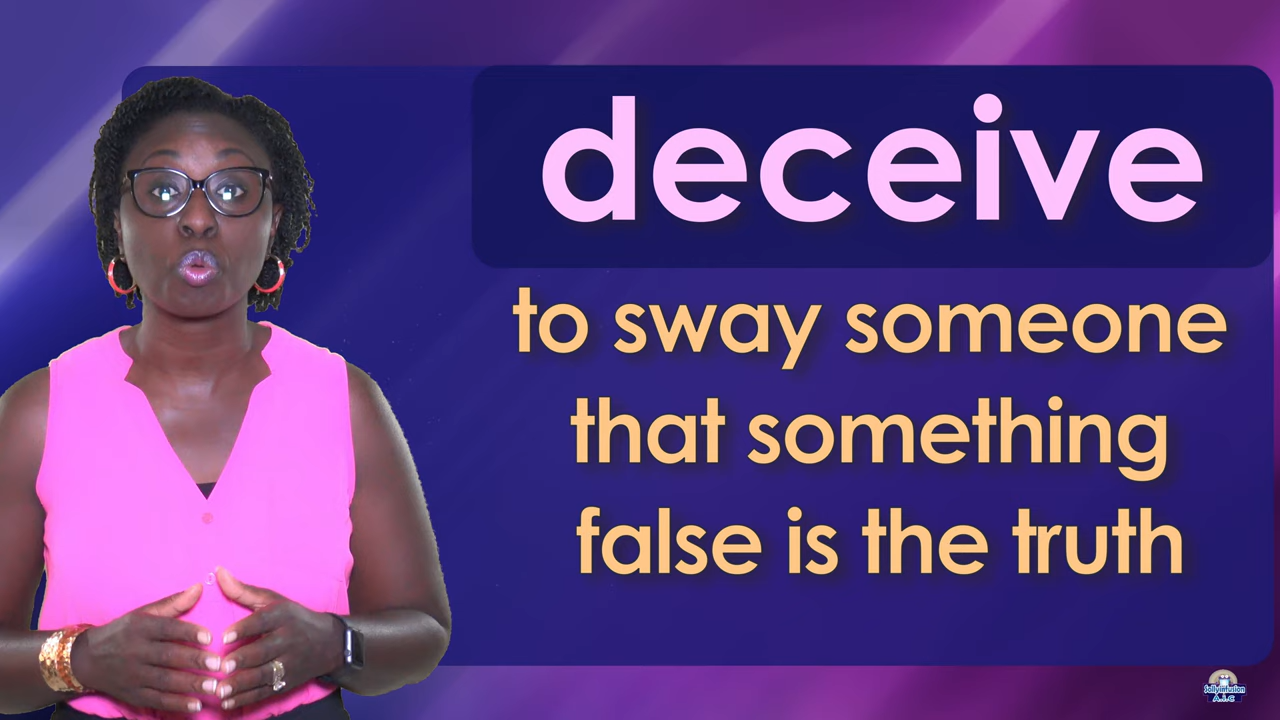 deceive
to sway someone
that something
false is the truth